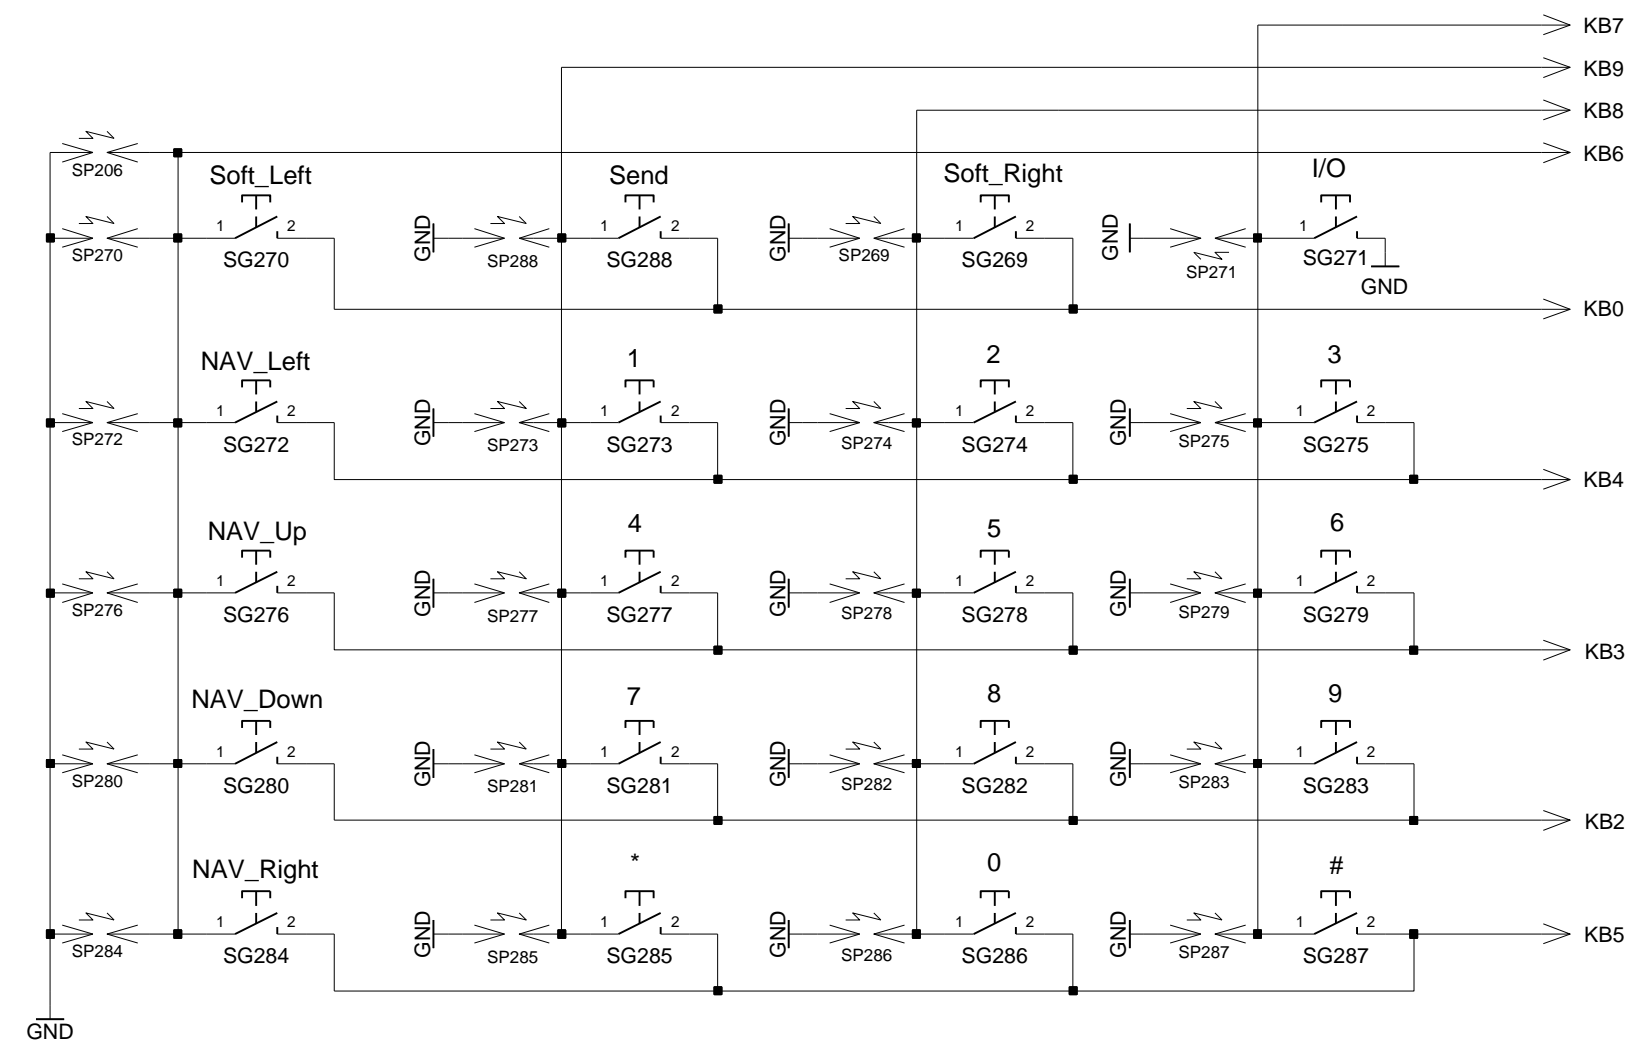 KB7
KB9
KB8
KB6
SP206
Soft_Left Send Soft_Right I/O
SP270 1 2 SG270 GND SP288 1 2 SG288 GND SP269 1 2 SG269 GND SP271 1 2 SG271 GND
KB0
NAV_Left 1 2 3
SP272 1 2 SG272 GND SP273 1 2 SG273 GND SP274 1 2 SG274 GND SP275 1 2 SG275
KB4
NAV_Up 4 5 6
SP276 1 2 SG276 GND SP277 1 2 SG277 GND SP278 1 2 SG278 GND SP279 1 2 SG279
KB3
NAV_Down 7 8 9
SP280 1 2 SG280 GND SP281 1 2 SG281 GND SP282 1 2 SG282 GND SP283 1 2 SG283
KB2
NAV_Right * 0 #
SP284 1 2 SG284 GND SP285 1 2 SG285 GND SP286 1 2 SG286 GND SP287 1 2 SG287
KB5
GND